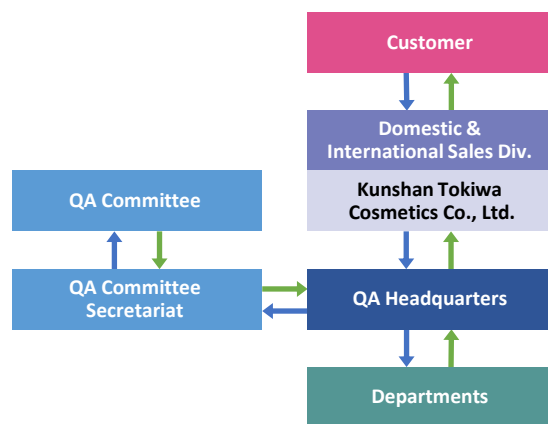 Customer
Domestic &
International Sales Div.
Kunshan Tokiwa
Cosmetics Co., Ltd.
QA Committee
QA Committee
Secretariat
QA Headquarters
Departments